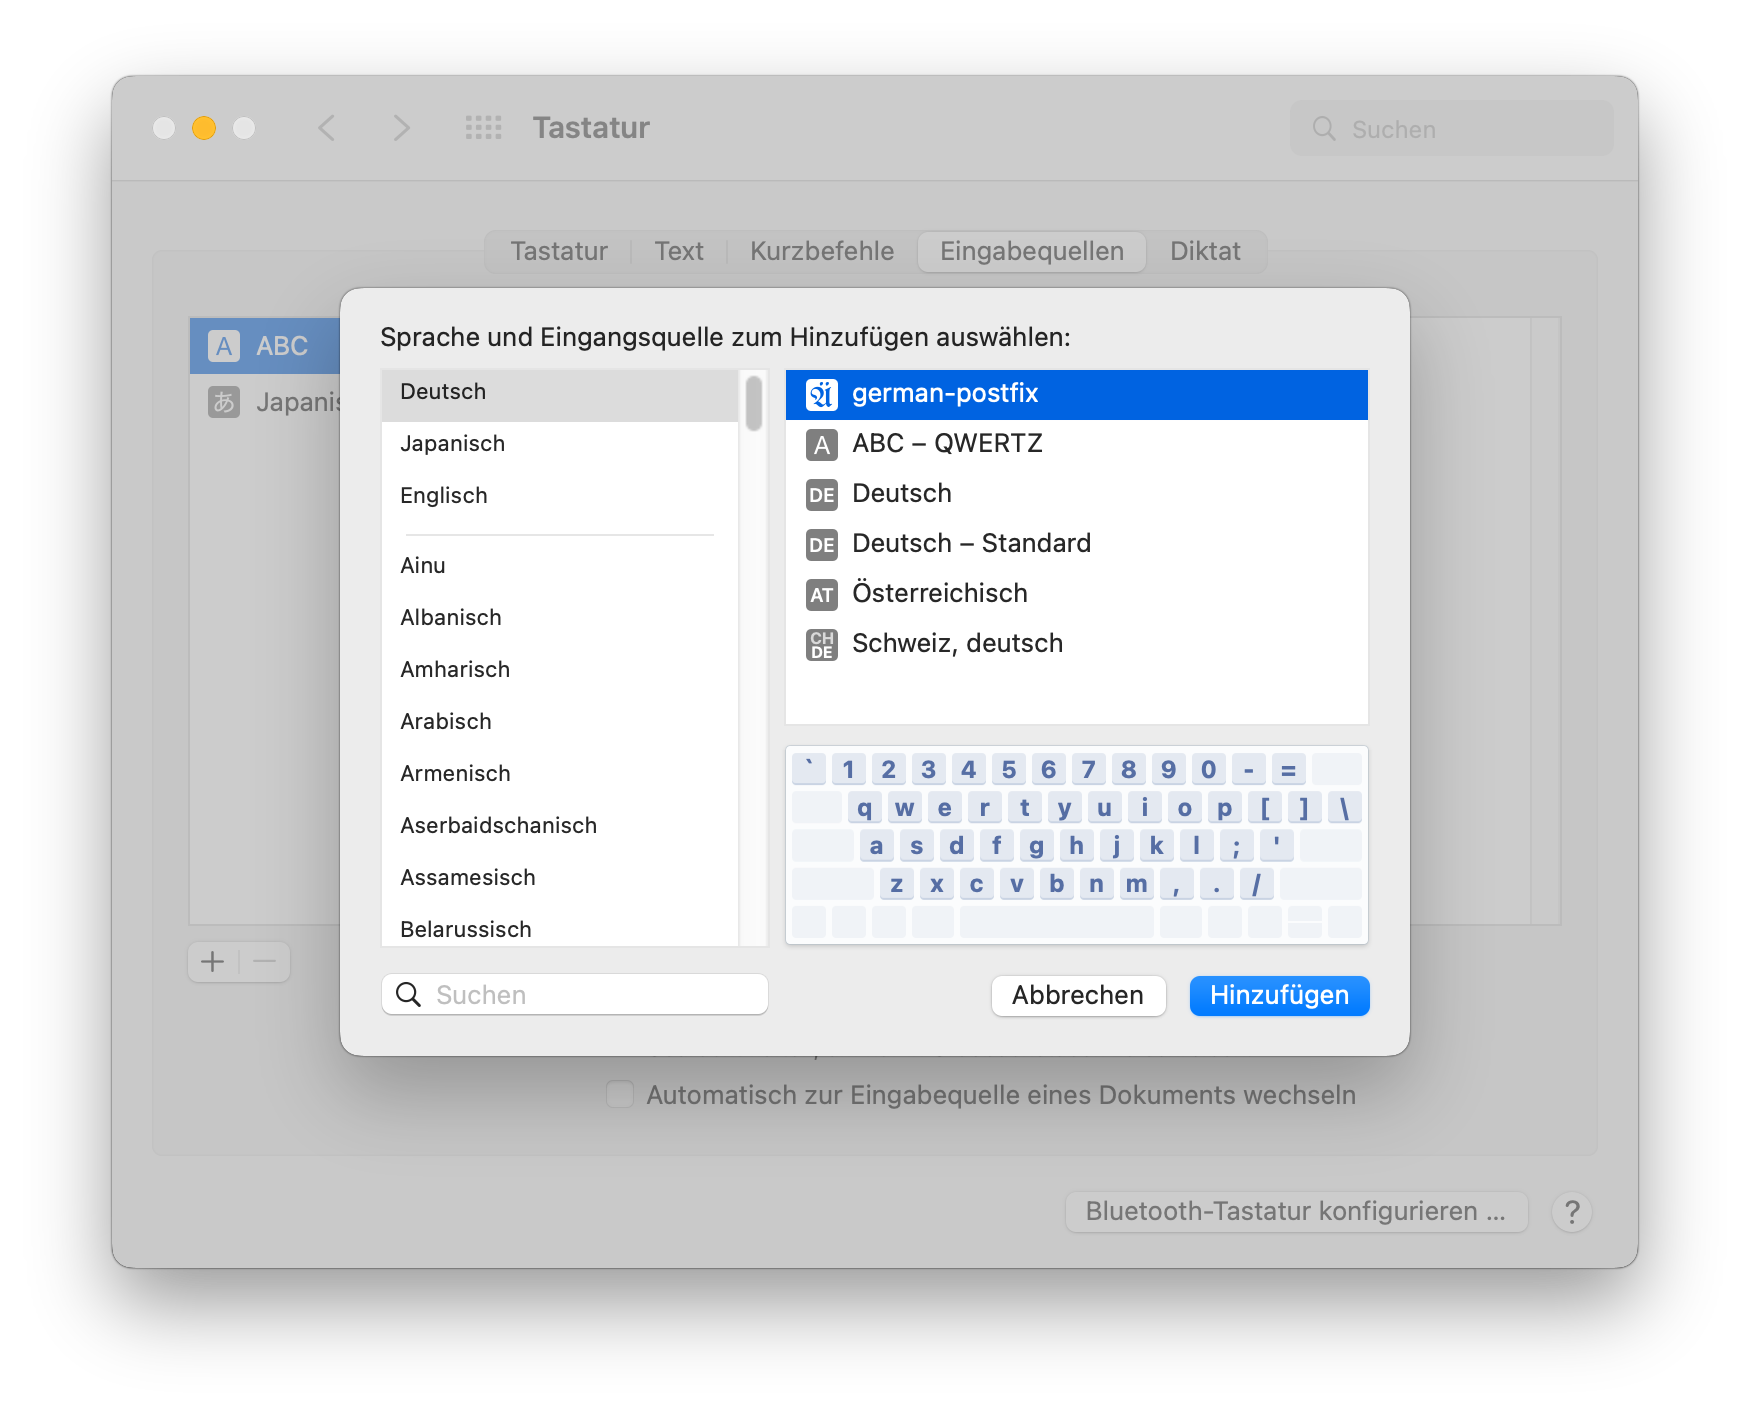 Tastatur
Suchen
Tastatur Text Kurzbefehle Eingabequellen Diktat
A ABC
あ
Sprache und Eingangsquelle zum Hinzufügen auswählen:
Deutsch
Japanisch
Englisch
Ainu
Albanisch
Amharisch
Arabisch
Armenisch
Aserbaidschanisch
Assamesisch
Belarussisch
Ä german-postfix
A ABC – QWERTZ
DE Deutsch
DE Deutsch – Standard
AT Österreichisch
CH DE Schweiz, deutsch
` 1 2 3 4 5 6 7 8 9 0 - =
q w e r t y u i o p [ ] \
a s d f g h j k l ; '
z x c v b n m , . /
Suchen
Abbrechen Hinzufügen
Automatisch zur Eingabequelle eines Dokuments wechseln
Bluetooth-Tastatur konfigurieren ... ?